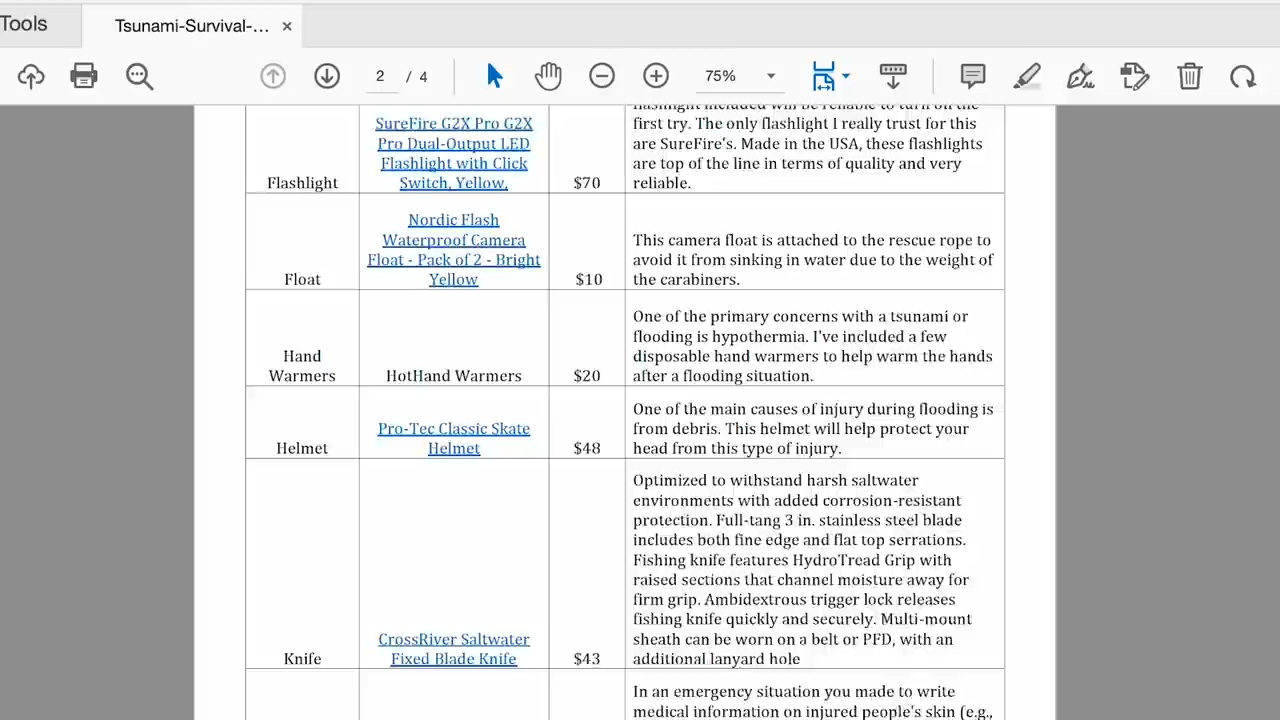 Tools
Tsunami-Survival-... ×
2 / 4
75%
flashlight included will be reliable to turn on the
first try. The only flashlight I really trust for this
are SureFire's. Made in the USA, these flashlights
are top of the line in terms of quality and very
reliable.
SureFire G2X Pro G2X
Pro Dual-Output LED
Flashlight with Click
Switch, Yellow,
Flashlight
$70
Nordic Flash
Waterproof Camera
Float - Pack of 2 - Bright
Yellow
Float
$10
This camera float is attached to the rescue rope to
avoid it from sinking in water due to the weight of
the carabiners.
Hand
Warmers
HotHand Warmers
$20
One of the primary concerns with a tsunami or
flooding is hypothermia. I've included a few
disposable hand warmers to help warm the hands
after a flooding situation.
Helmet
Pro-Tec Classic Skate
Helmet
$48
One of the main causes of injury during flooding is
from debris. This helmet will help protect your
head from this type of injury.
Knife
CrossRiver Saltwater
Fixed Blade Knife
$43
Optimized to withstand harsh saltwater
environments with added corrosion-resistant
protection. Full-tang 3 in. stainless steel blade
includes both fine edge and flat top serrations.
Fishing knife features HydroTread Grip with
raised sections that channel moisture away for
firm grip. Ambidextrous trigger lock releases
fishing knife quickly and securely. Multi-mount
sheath can be worn on a belt or PFD, with an
additional lanyard hole
In an emergency situation you made to write
medical information on injured people's skin (e.g.,